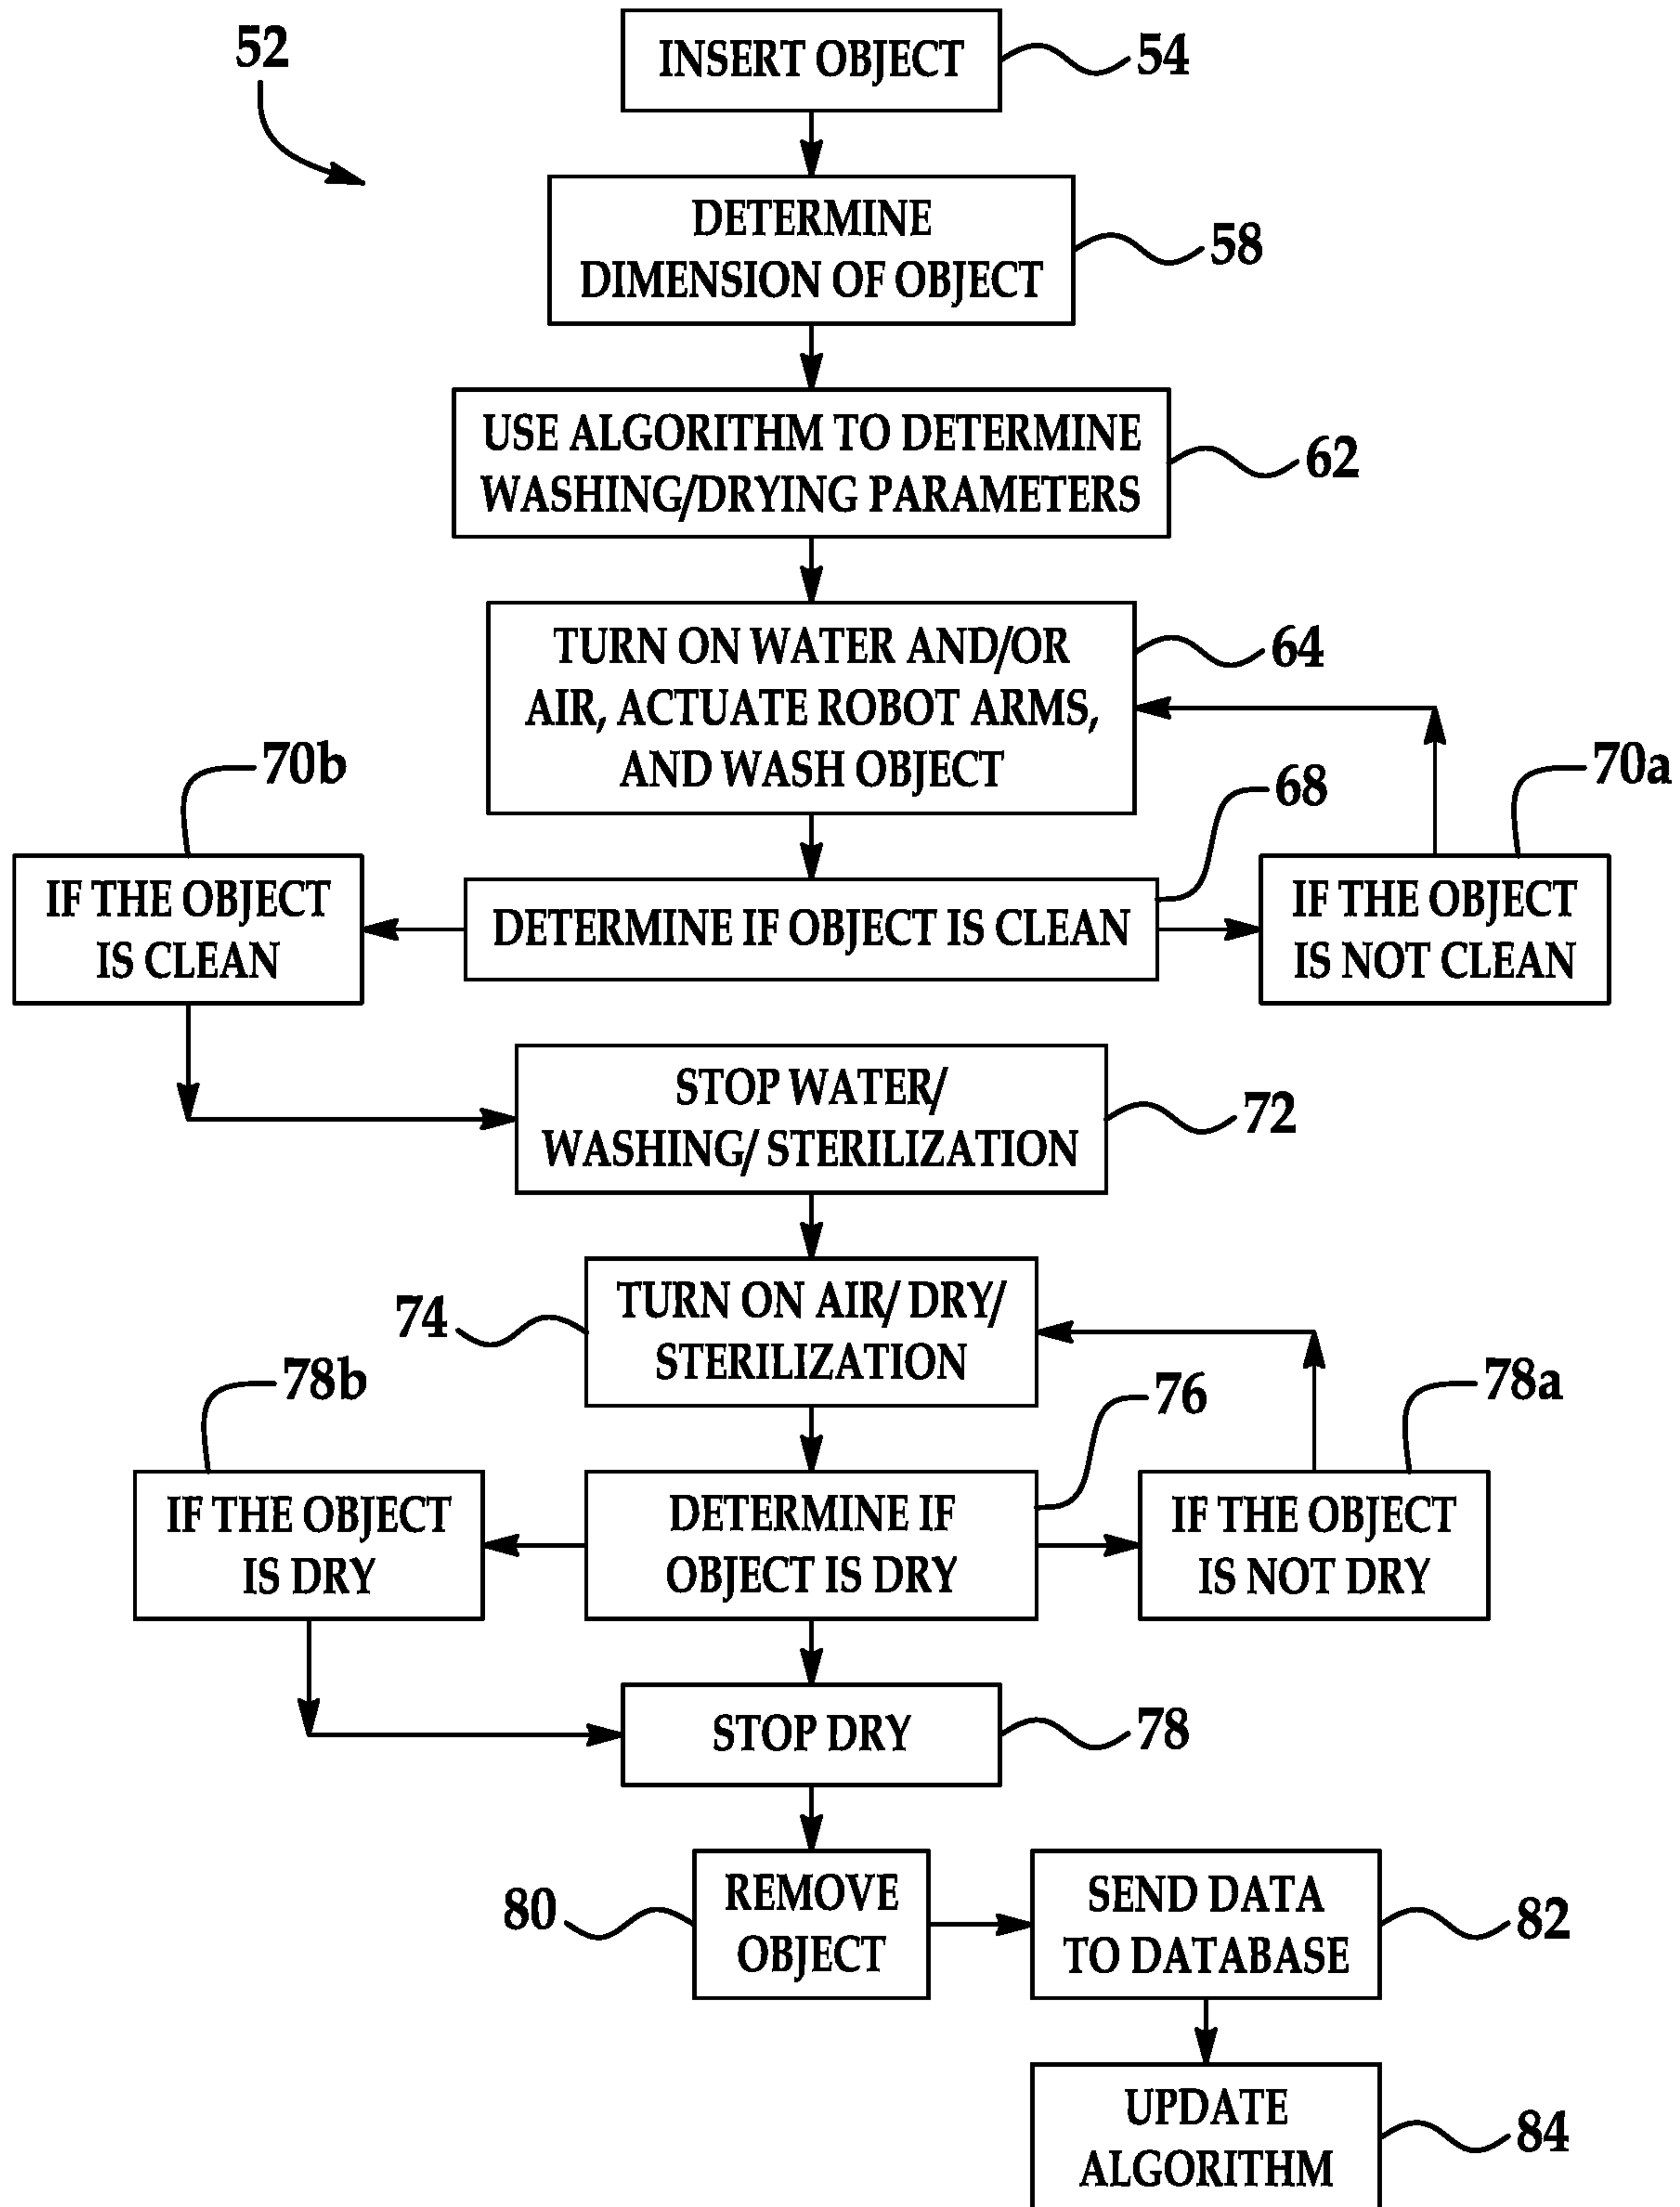 52
INSERT OBJECT
54
DETERMINE
DIMENSION OF OBJECT
58
USE ALGORITHM TO DETERMINE
WASHING/DRYING PARAMETERS
62
TURN ON WATER AND/OR
AIR, ACTUATE ROBOT ARMS,
AND WASH OBJECT
64
70b
68
70a
IF THE OBJECT
IS CLEAN
DETERMINE IF OBJECT IS CLEAN
IF THE OBJECT
IS NOT CLEAN
STOP WATER/
WASHING/ STERILIZATION
72
74
TURN ON AIR/ DRY/
STERILIZATION
78b
76
78a
IF THE OBJECT
IS DRY
DETERMINE IF
OBJECT IS DRY
IF THE OBJECT
IS NOT DRY
STOP DRY
78
80
REMOVE
OBJECT
SEND DATA
TO DATABASE
82
UPDATE
ALGORITHM
84